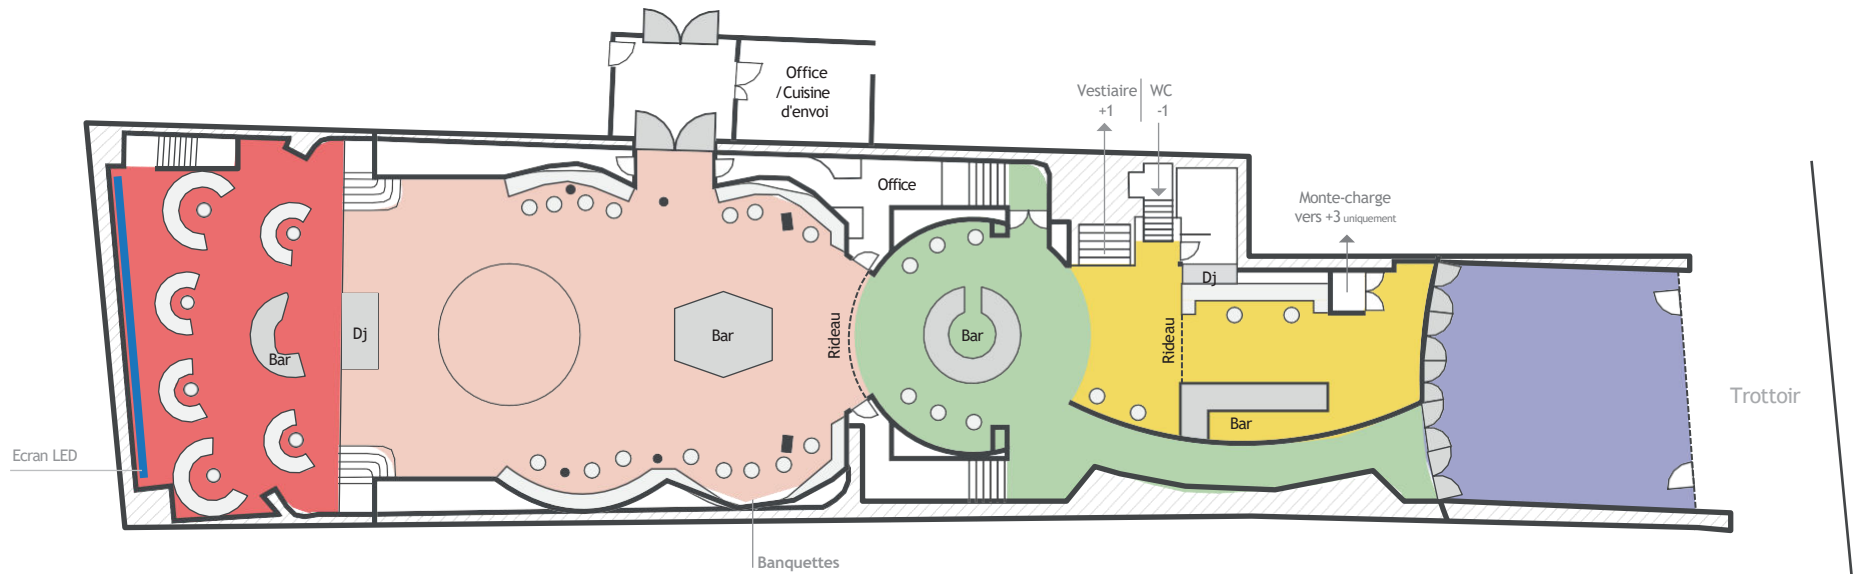 Office
/Cuisine
d'envoi
Vestiaire
+1
WC
-1
Office
Monte-charge
vers +3 uniquement
Dj
Dj
Bar
Bar
Rideau
Bar
Rideau
Bar
Bar
Trottoir
Ecran LED
Banquettes